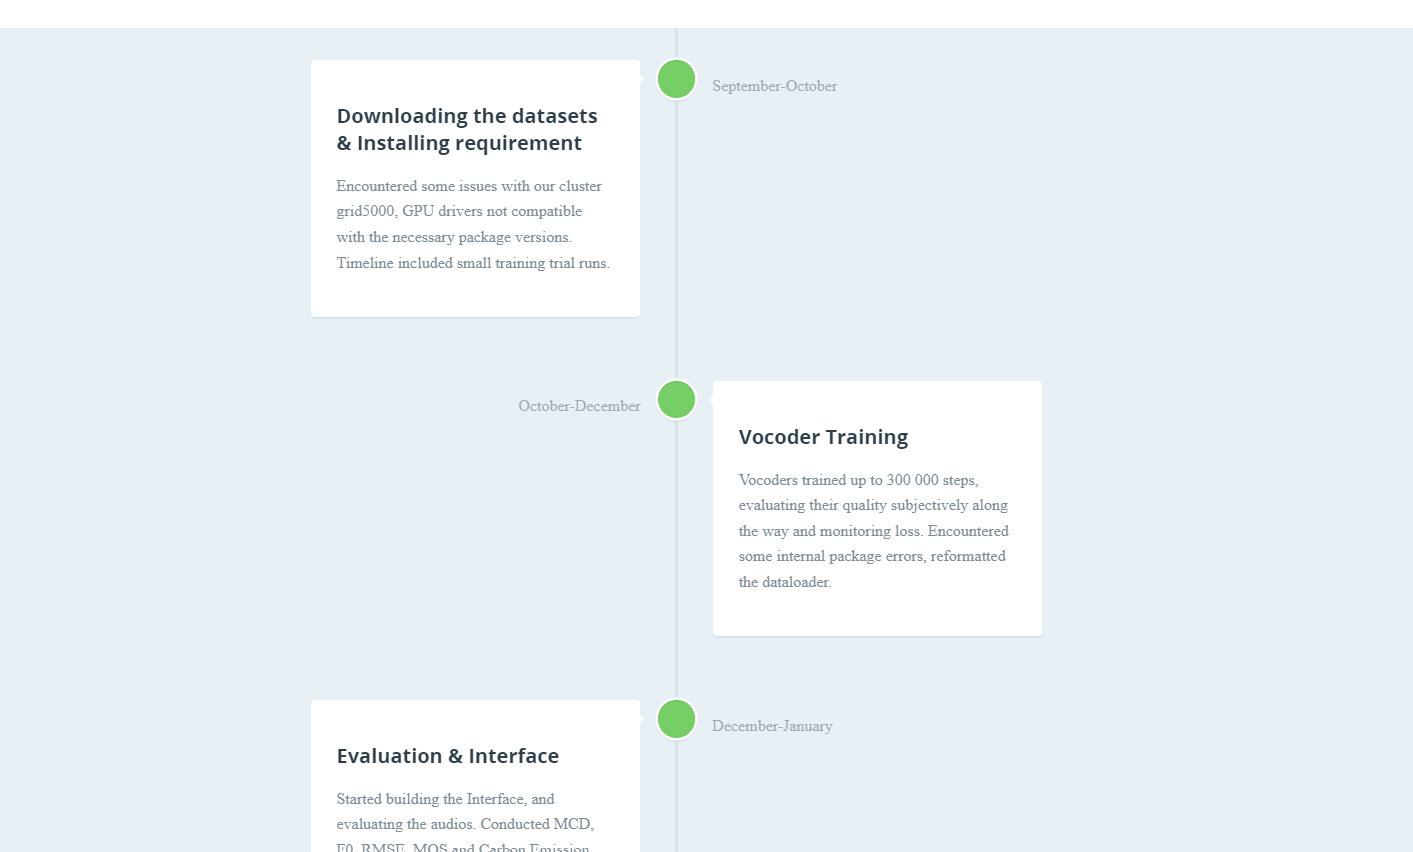 Downloading the datasets
& Installing requirement
Encountered some issues with our cluster
grid5000, GPU drivers not compatible
with the necessary package versions.
Timeline included small training trial runs.
September-October
October-December
Vocoder Training
Vocoders trained up to 300 000 steps,
evaluating their quality subjectively along
the way and monitoring loss. Encountered
some internal package errors, reformatted
the dataloader.
December-January
Evaluation & Interface
Started building the Interface, and
evaluating the audios. Conducted MCD,
F0_RMSE, MOS and Carbon Emission